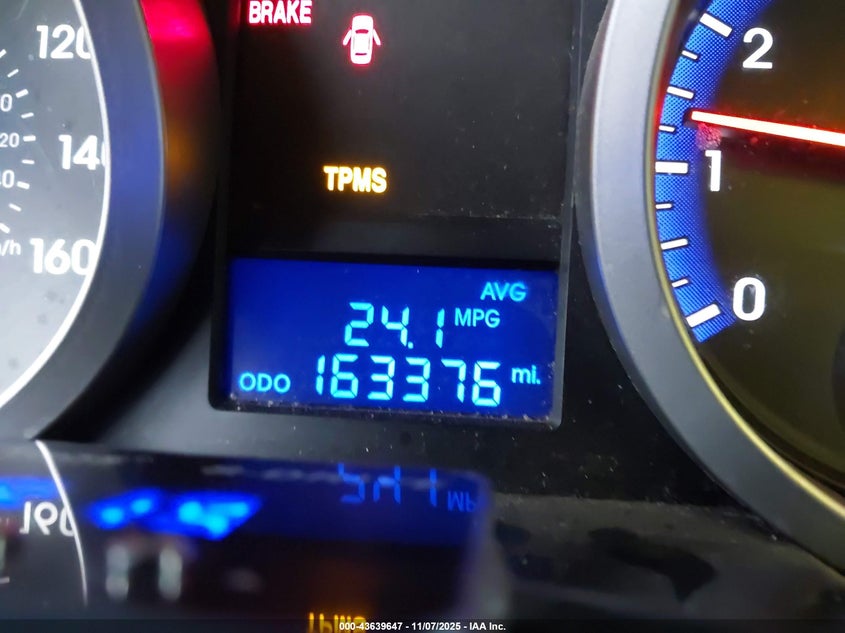 BRAKE
120
2
TPMS
140
1
160
AVG
24.1 MPG
0
ODO 163376 mi.
000-43639647 - 11/07/2025 - IAA Inc.